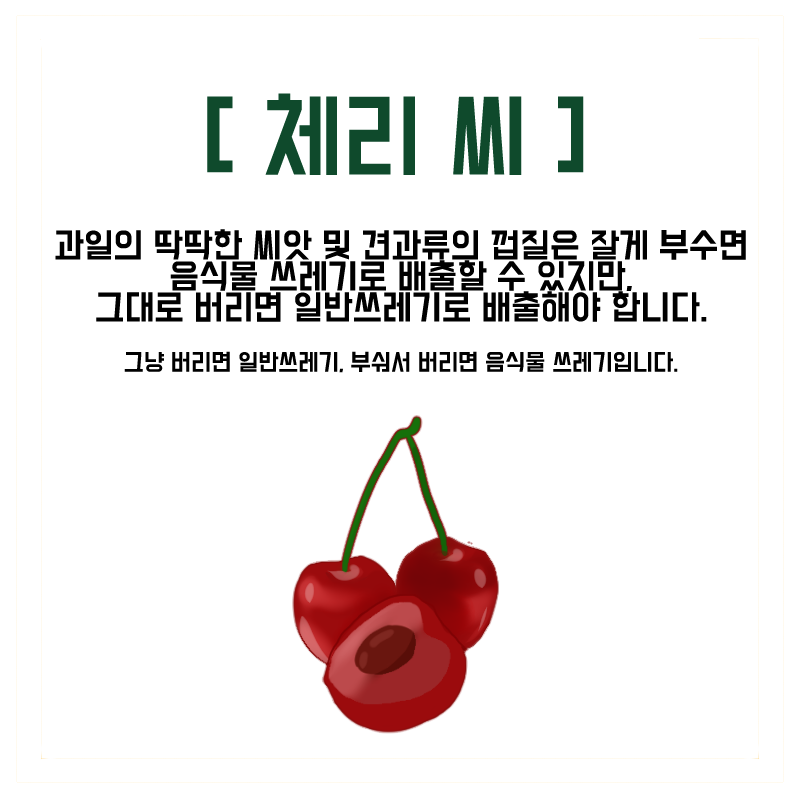 [ 체리 씨 ]
과일의 딱딱한 씨앗 및 견과류의 껍질은 잘게 부수면
음식물 쓰레기로 배출할 수 있지만,
그대로 버리면 일반쓰레기로 배출해야 합니다.
그냥 버리면 일반쓰레기, 부숴서 버리면 음식물 쓰레기입니다.